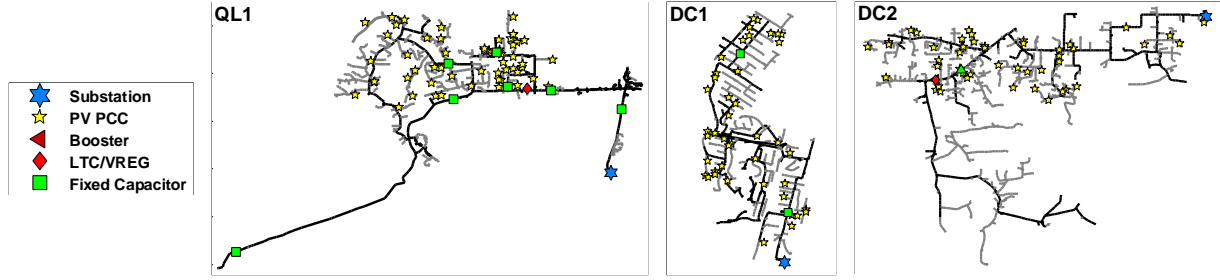 QL1
DC1
DC2
Substation
PV PCC
Booster
LTC/VREG
Fixed Capacitor